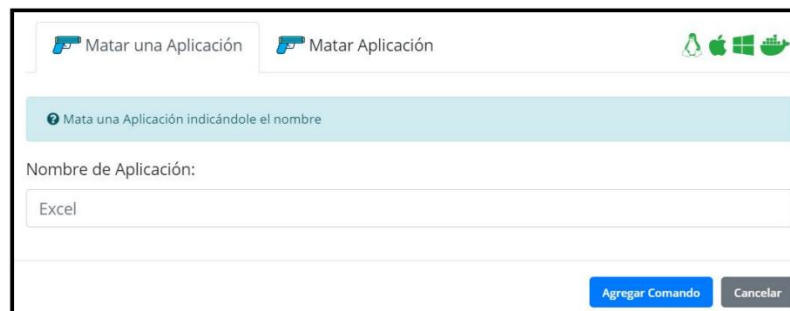 Matar una Aplicación
Matar Aplicación
Mata una Aplicación indicándole el nombre
Nombre de Aplicación:
Excel
Agregar Comando
Cancelar